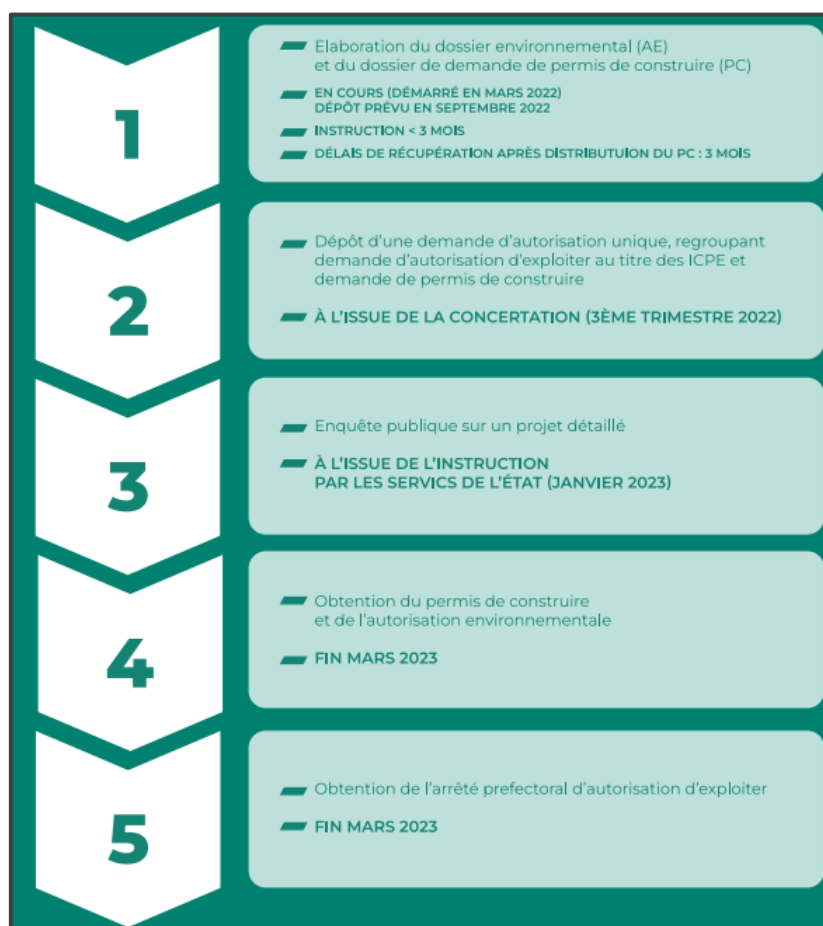 1
Elaboration du dossier environnemental (AE)
et du dossier de demande de permis de construire (PC)
EN COURS (DÉMARRÉ EN MARS 2022)
DÉPÔT PRÉVU EN SEPTEMBRE 2022
INSTRUCTION < 3 MOIS
DÉLAIS DE RÉCUPÉRATION APRÈS DISTRIBUTUION DU PC : 3 MOIS
2
Dépôt d'une demande d'autorisation unique, regroupant
demande d'autorisation d'exploiter au titre des ICPE et
demande de permis de construire
À L'ISSUE DE LA CONCERTATION (3ÈME TRIMESTRE 2022)
3
Enquête publique sur un projet détaillé
À L'ISSUE DE L'INSTRUCTION
PAR LES SERVICS DE L'ÉTAT (JANVIER 2023)
4
Obtention du permis de construire
et de l'autorisation environnementale
FIN MARS 2023
5
Obtention de l'arrêté prefectoral d'autorisation d'exploiter
FIN MARS 2023